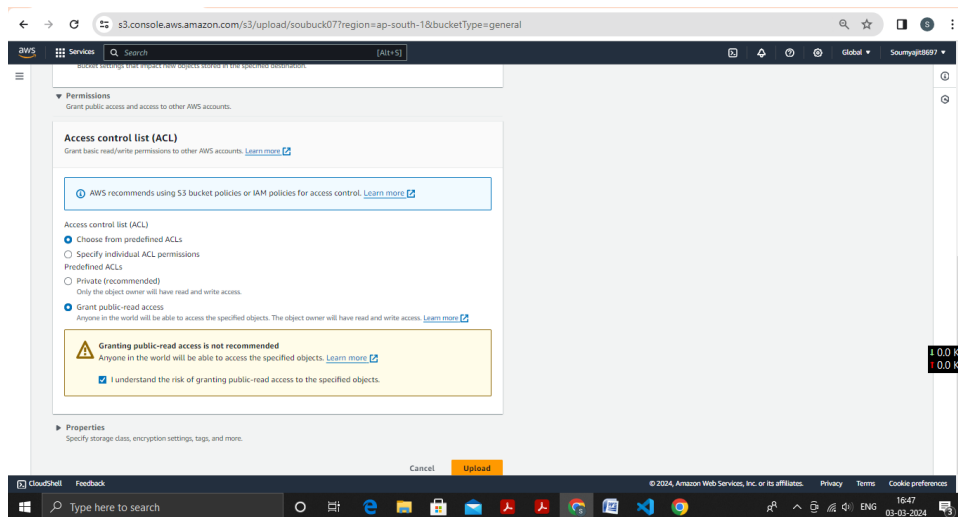 s3.console.aws.amazon.com/s3/upload/soubuck07?region=ap-south-1&bucketType=general
S
aws
Services
Search
[Alt+S]
Global
Soumyajit8697
Bucket settings that impact new objects stored in the specified destination.
Permissions
Grant public access and access to other AWS accounts.
Access control list (ACL)
Grant basic read/write permissions to other AWS accounts. Learn more
AWS recommends using S3 bucket policies or IAM policies for access control. Learn more
Access control list (ACL)
Choose from predefined ACLs
Specify individual ACL permissions
Predefined ACLs
Private (recommended)
Only the object owner will have read and write access.
Grant public-read access
Anyone in the world will be able to access the specified objects. The object owner will have read and write access. Learn more
Granting public-read access is not recommended
Anyone in the world will be able to access the specified objects. Learn more
I understand the risk of granting public-read access to the specified objects.
0.0 K
0.0 K
Properties
Specify storage class, encryption settings, tags, and more.
Cancel
Upload
CloudShell
Feedback
© 2024, Amazon Web Services, Inc. or its affiliates.
Privacy
Terms
Cookie preferences
Type here to search
ENG
16:47
03-03-2024
3